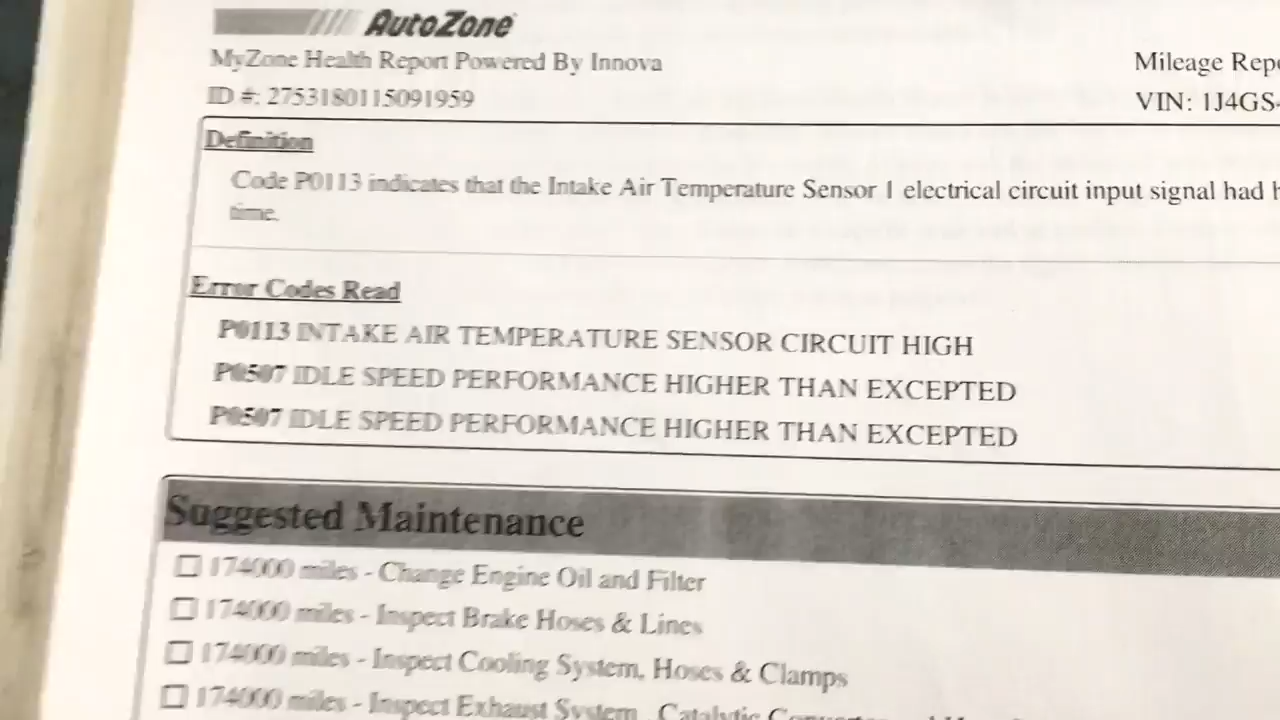 AutoZone
MyZone Health Report Powered By Innova
Mileage Repo
ID #: 2753180115091959
VIN: 1J4GS
Definition
Code P0113 indicates that the Intake Air Temperature Sensor 1 electrical circuit input signal had h
time.
Error Codes Read
P0113 INTAKE AIR TEMPERATURE SENSOR CIRCUIT HIGH
P0507 IDLE SPEED PERFORMANCE HIGHER THAN EXCEPTED
P0507 IDLE SPEED PERFORMANCE HIGHER THAN EXCEPTED
Suggested Maintenance
174000 miles - Change Engine Oil and Filter
174000 miles - Inspect Brake Hoses & Lines
174000 miles - Inspect Cooling System, Hoses & Clamps
174000 miles - Inspect Exhaust System, Catalytic